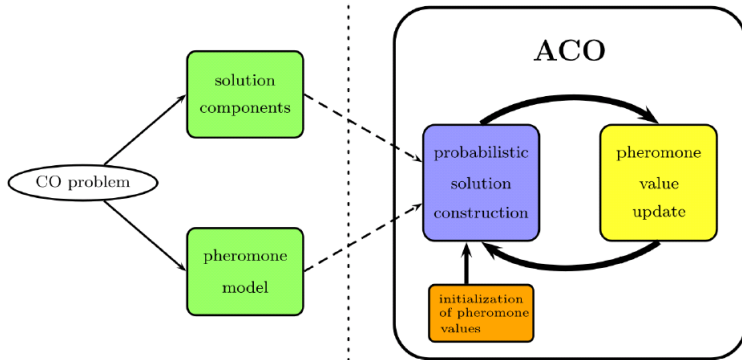 ACO
solution
components
CO problem
pheromone
model
probabilistic
solution
construction
pheromone
value
update
initialization
of pheromone
values